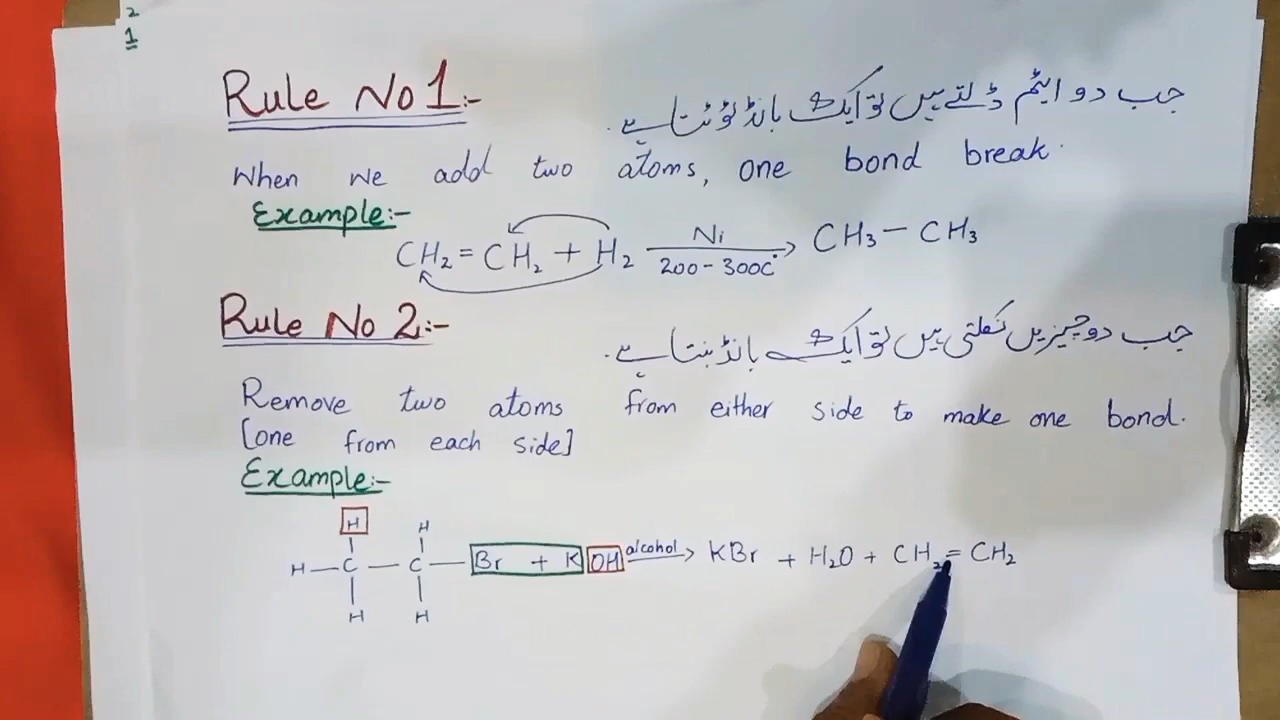 2
1
Rule No 1:-
جب دو ایٹم ڈلتے ہیں تو ایک بانڈ ٹوٹتا ہے.
When we add two atoms, one bond break.
Example:-
CH₂ = CH₂ + H₂ Ni 200-300C° → CH₃ - CH₃
Rule No 2:-
جب دو چیزیں نکلتی ہیں تو ایک بانڈ بنتا ہے.
Remove two atoms from either side to make one bond.
[one from each side]
Example:-
H H
H - C - C - Br + K OH alcohol → KBr + H₂O + CH₂ = CH₂
H H